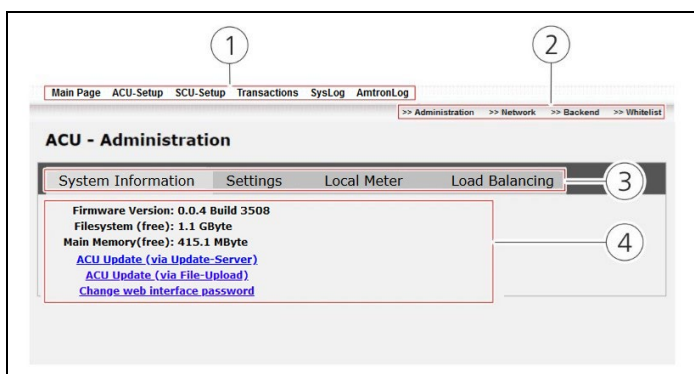 1
2
Main Page ACU-Setup SCU-Setup Transactions SysLog AmtronLog
>> Administration >> Network >> Backend >> Whitelist
ACU - Administration
System Information Settings Local Meter Load Balancing
3
Firmware Version: 0.0.4 Build 3508
Filesystem (free): 1.1 GByte
4
Main Memory(free): 415.1 MByte
ACU Update (via Update-Server)
ACU Update (via File-Upload)
Change web interface password